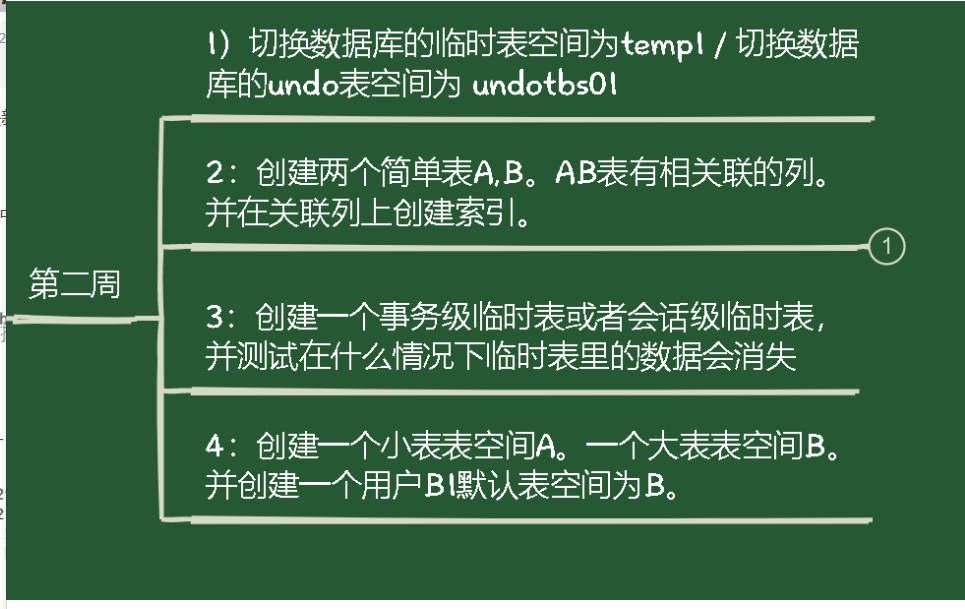 1）切换数据库的临时表空间为temp1 / 切换数据
库的undo表空间为 undotbs01
2：创建两个简单表A,B。AB表有相关联的列。
并在关联列上创建索引。
1
第二周
3：创建一个事务级临时表或者会话级临时表，
并测试在什么情况下临时表里的数据会消失
4：创建一个小表表空间A。一个大表表空间B。
并创建一个用户B1默认表空间为B。